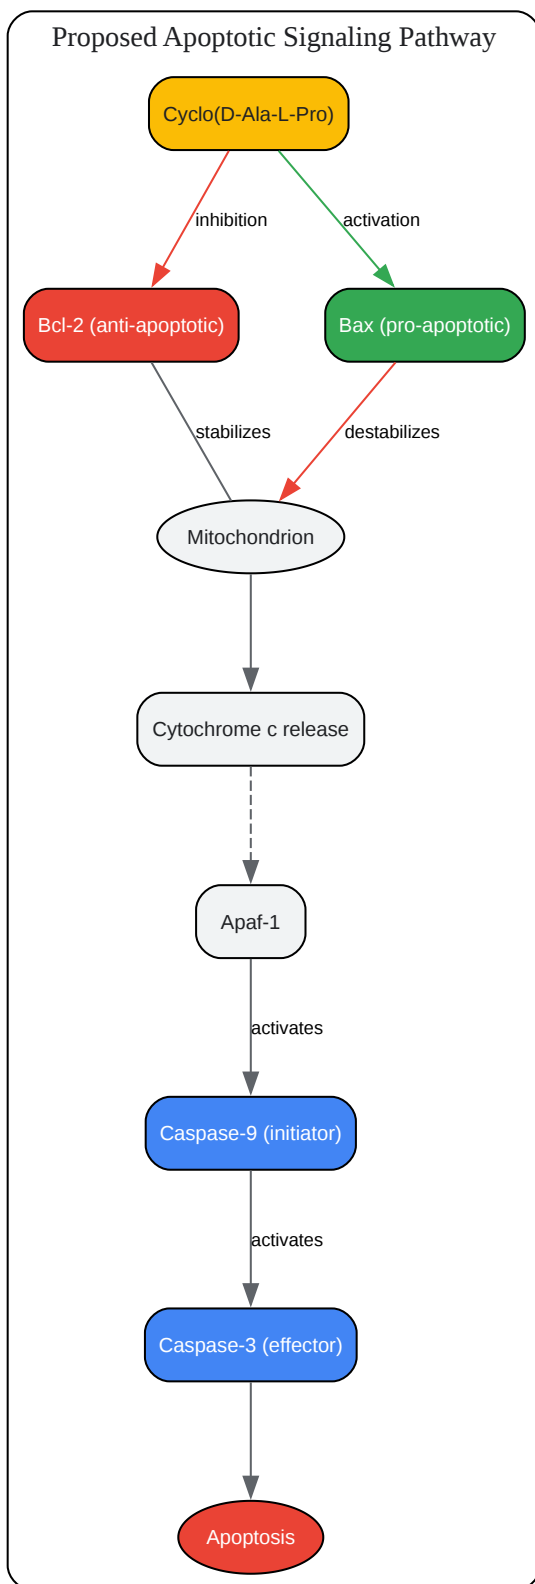 Proposed Apoptotic Signaling Pathway
Cyclo(D-Ala-L-Pro)
inhibition
activation
Bcl-2 (anti-apoptotic)
Bax (pro-apoptotic)
stabilizes
destabilizes
Mitochondrion
Cytochrome c release
Apaf-1
activates
Caspase-9 (initiator)
activates
Caspase-3 (effector)
Apoptosis